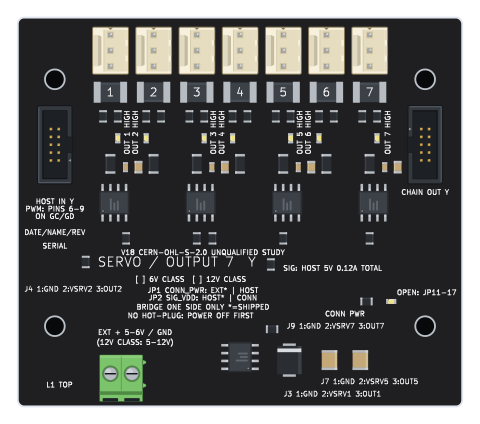 1 2 3 4 5 6 7
OUT 1 HIGH
OUT 2 HIGH
OUT 3 HIGH
OUT 4 HIGH
OUT 5 HIGH
OUT 6 HIGH
OUT 7 HIGH
HOST IN Y
PWM: PINS 6-9
ON GC/GD
CHAIN OUT Y
DATE/NAME/REV
SERIAL
V18 CERN-OHL-S-2.0 UNQUALIFIED STUDY
SERVO / OUTPUT 7 Y
SIG: HOST 5V 0.12A TOTAL
J4 1:GND 2:VSRV2 3:OUT2
[ ] 6V CLASS [ ] 12V CLASS
JP1 CONN_PWR: EXT* | HOST
JP2 SIG_VDD: HOST* | CONN
BRIDGE ONE SIDE ONLY *=SHIPPED
NO HOT-PLUG: POWER OFF FIRST
OPEN: JP11-17
CONN PWR
J9 1:GND 2:VSRV7 3:OUT7
EXT + 5-6V / GND
(12V CLASS: 5-12V)
L1 TOP
J7 1:GND 2:VSRV5 3:OUT5
J3 1:GND 2:VSRV1 3:OUT1